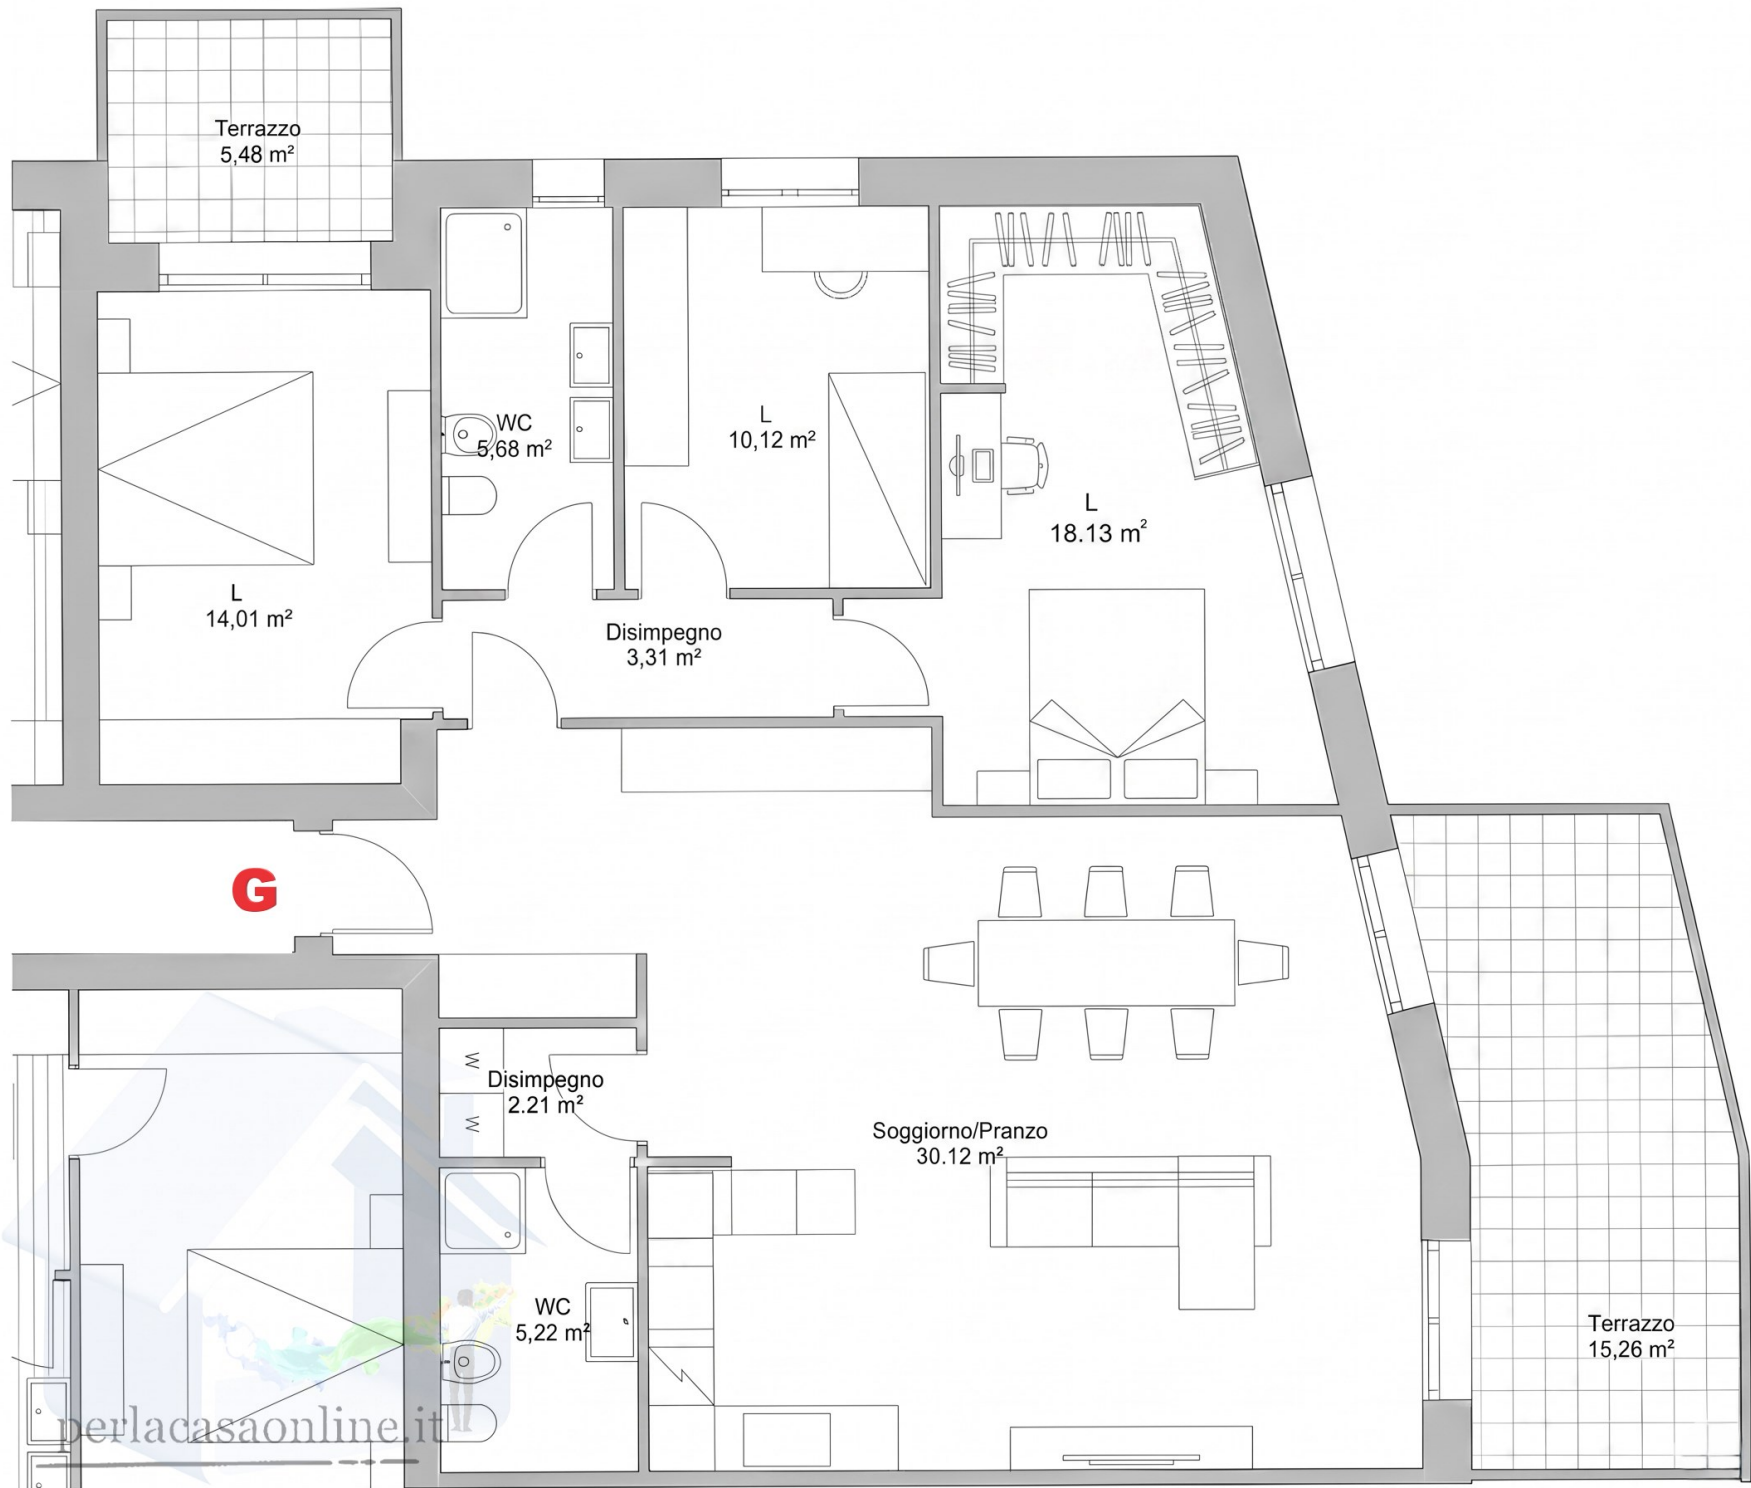 Terrazzo
5,48 m²
WC
5,68 m²
L
10,12 m²
L
18.13 m²
L
14,01 m²
Disimpegno
3,31 m²
G
W
Disimpegno
2.21 m²
W
Soggiorno/Pranzo
30.12 m²
WC
5,22 m²
Terrazzo
15,26 m²
perlacasaonline.it